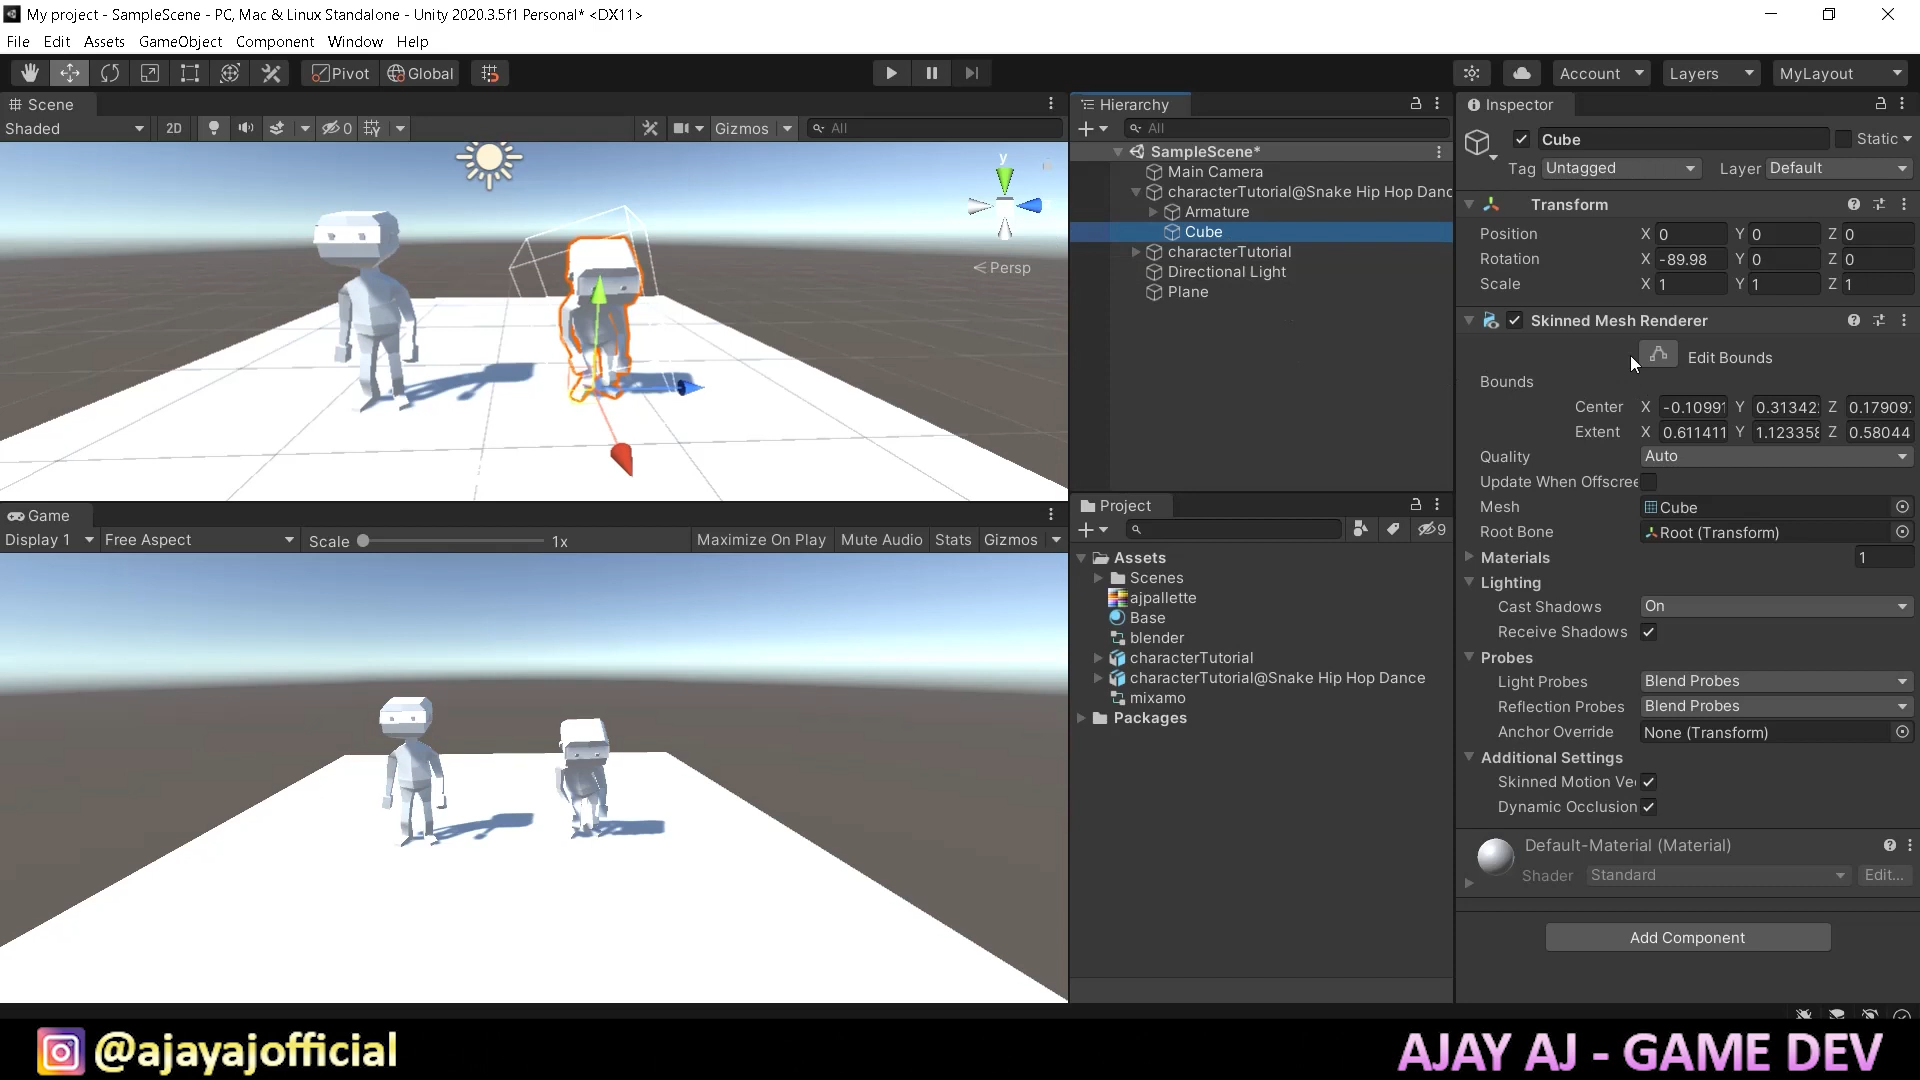 My project - SampleScene - PC, Mac & Linux Standalone - Unity 2020.3.5f1 Personal* <DX11>
File Edit Assets GameObject Component Window Help
Pivot Global
Account Layers MyLayout
Scene
Shaded 2D 0 Gizmos All
y
Persp
Game
Display 1 Free Aspect Scale 1x Maximize On Play Mute Audio Stats Gizmos
Hierarchy
All
SampleScene*
Main Camera
characterTutorial@Snake Hip Hop Danc
Armature
Cube
characterTutorial
Directional Light
Plane
Project
9
Assets
Scenes
ajpallette
Base
blender
characterTutorial
characterTutorial@Snake Hip Hop Dance
mixamo
Packages
Inspector
Cube Static
Tag Untagged Layer Default
Transform
Position X 0 Y 0 Z 0
Rotation X -89.98 Y 0 Z 0
Scale X 1 Y 1 Z 1
Skinned Mesh Renderer
Edit Bounds
Bounds
Center X -0.10991 Y 0.31342 Z 0.17909
Extent X 0.611411 Y 1.123358 Z 0.58044
Quality Auto
Update When Offscree
Mesh Cube
Root Bone Root (Transform)
Materials 1
Lighting
Cast Shadows On
Receive Shadows
Probes
Light Probes Blend Probes
Reflection Probes Blend Probes
Anchor Override None (Transform)
Additional Settings
Skinned Motion Ve
Dynamic Occlusion
Default-Material (Material)
Shader Standard Edit...
Add Component
@ajayajofficial
AJAY AJ - GAME DEV